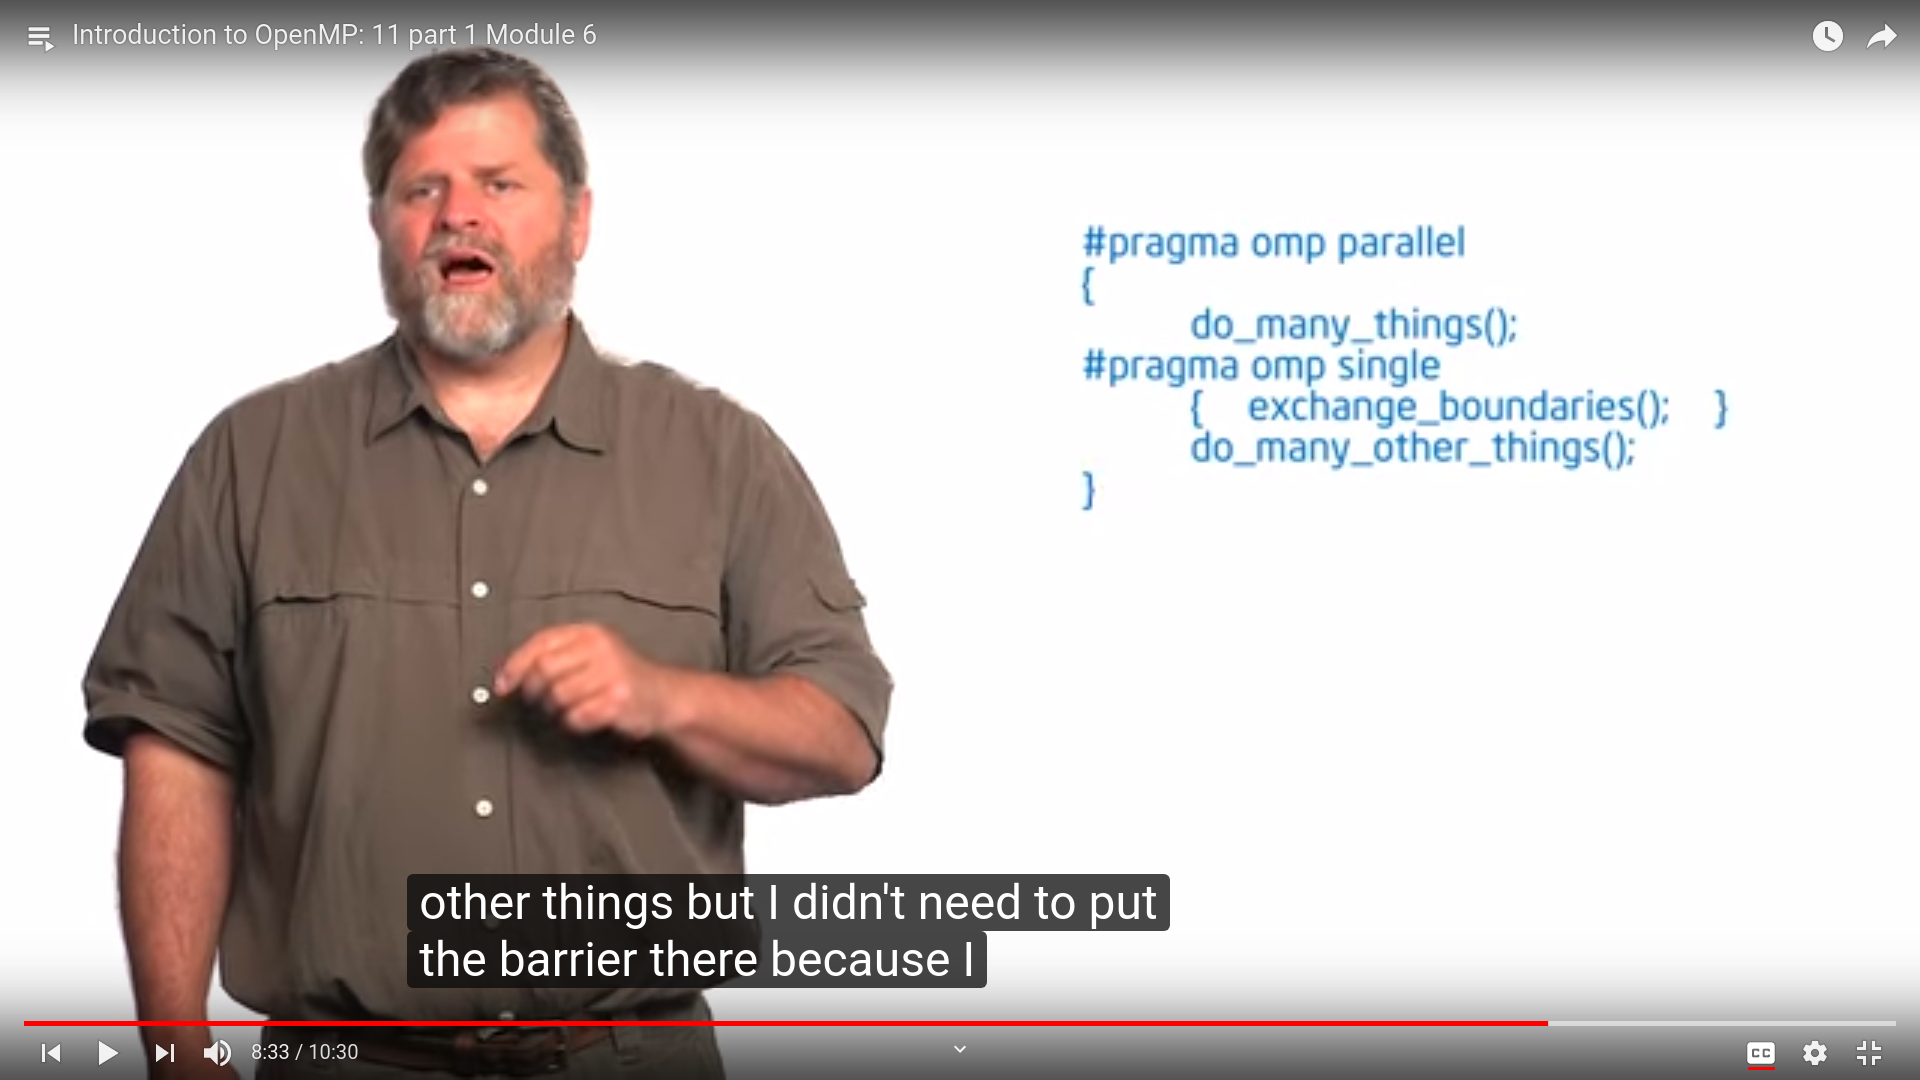 Introduction to OpenMP: 11 part 1 Module 6
#pragma omp parallel
{
do_many_things();
#pragma omp single
{ exchange_boundaries(); }
do_many_other_things();
}
other things but I didn't need to put
the barrier there because I
8:33 / 10:30
CC